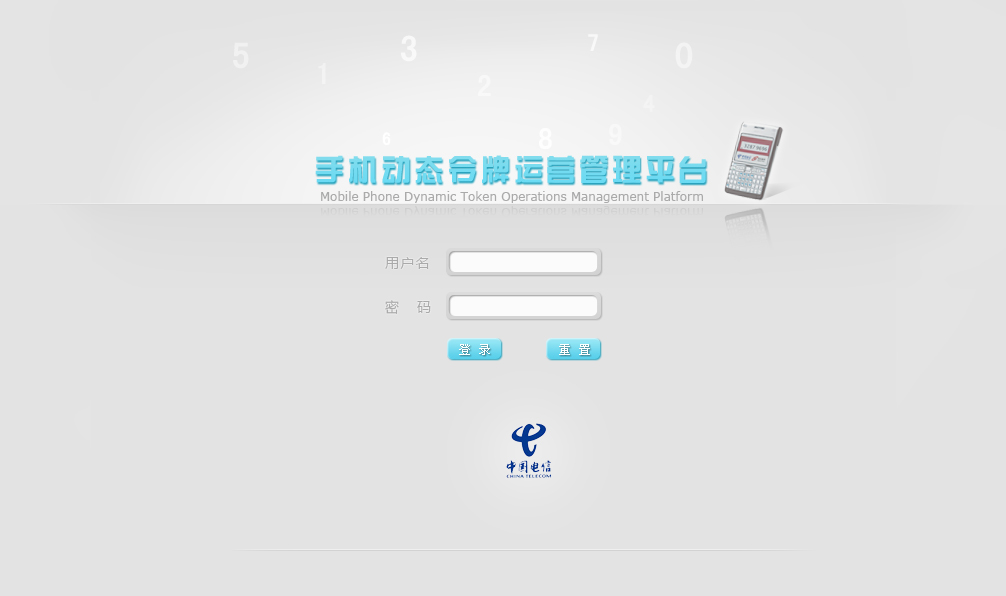 5 3 7 0
1 2 4
6 8 9
手机动态令牌运营管理平台
Mobile Phone Dynamic Token Operations Management Platform
用户名
密 码
登 录 重 置
中国电信
CHINA TELECOM